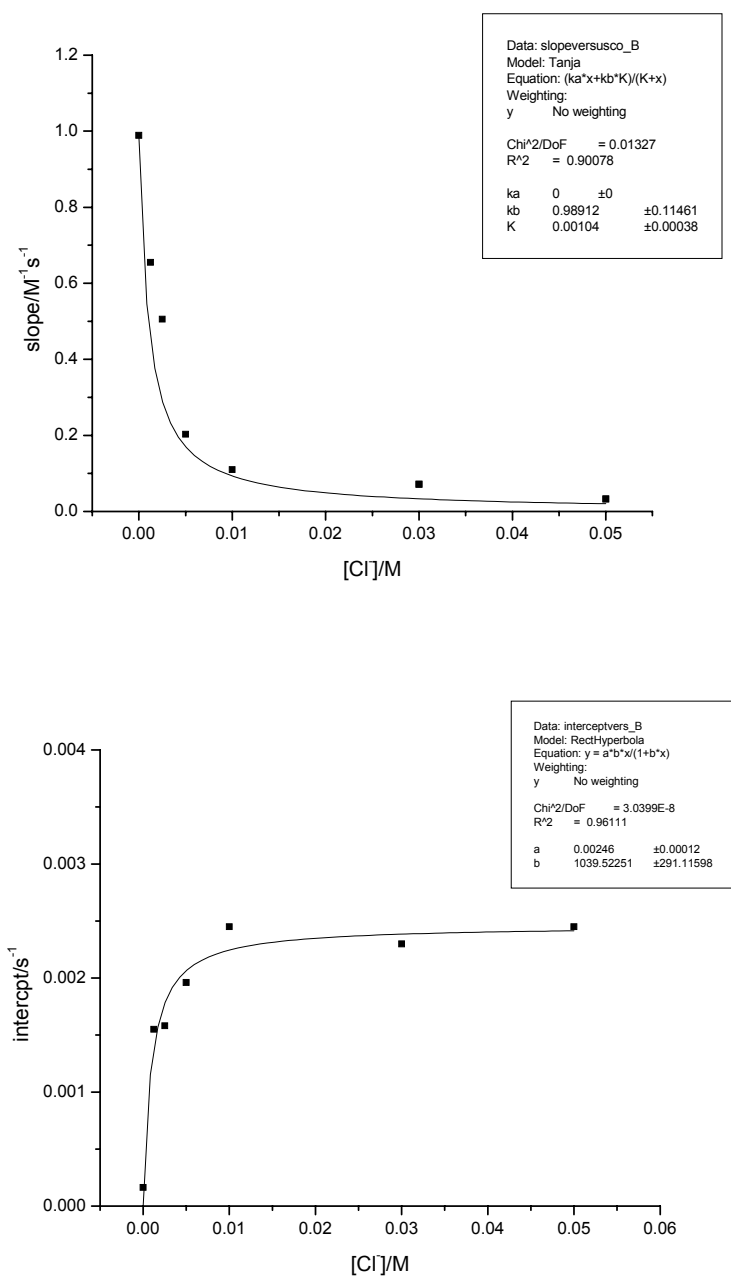 Data: slopeversusco_B
Model: Tanja
Equation: (ka*x+kb*K)/(K+x)
Weighting:
y No weighting
Chi^2/DoF = 0.01327
R^2 = 0.90078
ka 0 ±0
kb 0.98912 ±0.11461
K 0.00104 ±0.00038
1.2
1.0
0.8
0.6
0.4
0.2
0.0
slope/M⁻¹s⁻¹
0.00 0.01 0.02 0.03 0.04 0.05
[Cl⁻]/M
Data: interceptvers_B
Model: RectHyperbola
Equation: y = a*b*x/(1+b*x)
Weighting:
y No weighting
Chi^2/DoF = 3.0399E-8
R^2 = 0.96111
a 0.00246 ±0.00012
b 1039.52251 ±291.11598
0.004
0.003
0.002
0.001
0.000
intercpt/s⁻¹
0.00 0.01 0.02 0.03 0.04 0.05 0.06
[Cl⁻]/M